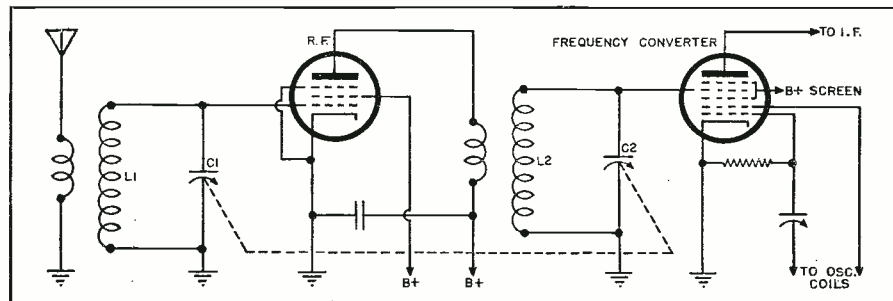 R.F.
FREQUENCY CONVERTER
TO I.F.
B+ SCREEN
L1
C1
L2
C2
B+
B+
TO OSC.
COILS